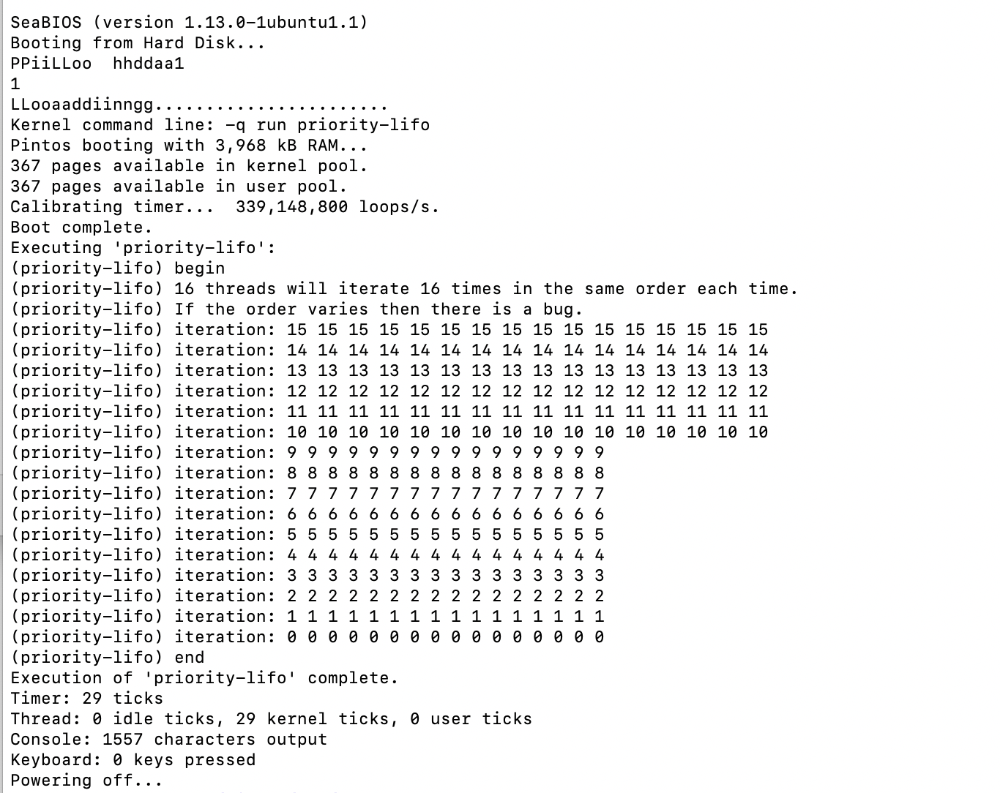 SeaBIOS (version 1.13.0-1ubuntu1.1)
Booting from Hard Disk...
PPiiLLoo  hhddaa1
1
LLooaaddiinngg.......................
Kernel command line: -q run priority-lifo
Pintos booting with 3,968 kB RAM...
367 pages available in kernel pool.
367 pages available in user pool.
Calibrating timer...  339,148,800 loops/s.
Boot complete.
Executing 'priority-lifo':
(priority-lifo) begin
(priority-lifo) 16 threads will iterate 16 times in the same order each time.
(priority-lifo) If the order varies then there is a bug.
(priority-lifo) iteration: 15 15 15 15 15 15 15 15 15 15 15 15 15 15 15 15
(priority-lifo) iteration: 14 14 14 14 14 14 14 14 14 14 14 14 14 14 14 14
(priority-lifo) iteration: 13 13 13 13 13 13 13 13 13 13 13 13 13 13 13 13
(priority-lifo) iteration: 12 12 12 12 12 12 12 12 12 12 12 12 12 12 12 12
(priority-lifo) iteration: 11 11 11 11 11 11 11 11 11 11 11 11 11 11 11 11
(priority-lifo) iteration: 10 10 10 10 10 10 10 10 10 10 10 10 10 10 10 10
(priority-lifo) iteration: 9 9 9 9 9 9 9 9 9 9 9 9 9 9 9 9
(priority-lifo) iteration: 8 8 8 8 8 8 8 8 8 8 8 8 8 8 8 8
(priority-lifo) iteration: 7 7 7 7 7 7 7 7 7 7 7 7 7 7 7 7
(priority-lifo) iteration: 6 6 6 6 6 6 6 6 6 6 6 6 6 6 6 6
(priority-lifo) iteration: 5 5 5 5 5 5 5 5 5 5 5 5 5 5 5 5
(priority-lifo) iteration: 4 4 4 4 4 4 4 4 4 4 4 4 4 4 4 4
(priority-lifo) iteration: 3 3 3 3 3 3 3 3 3 3 3 3 3 3 3 3
(priority-lifo) iteration: 2 2 2 2 2 2 2 2 2 2 2 2 2 2 2 2
(priority-lifo) iteration: 1 1 1 1 1 1 1 1 1 1 1 1 1 1 1 1
(priority-lifo) iteration: 0 0 0 0 0 0 0 0 0 0 0 0 0 0 0 0
(priority-lifo) end
Execution of 'priority-lifo' complete.
Timer: 29 ticks
Thread: 0 idle ticks, 29 kernel ticks, 0 user ticks
Console: 1557 characters output
Keyboard: 0 keys pressed
Powering off...